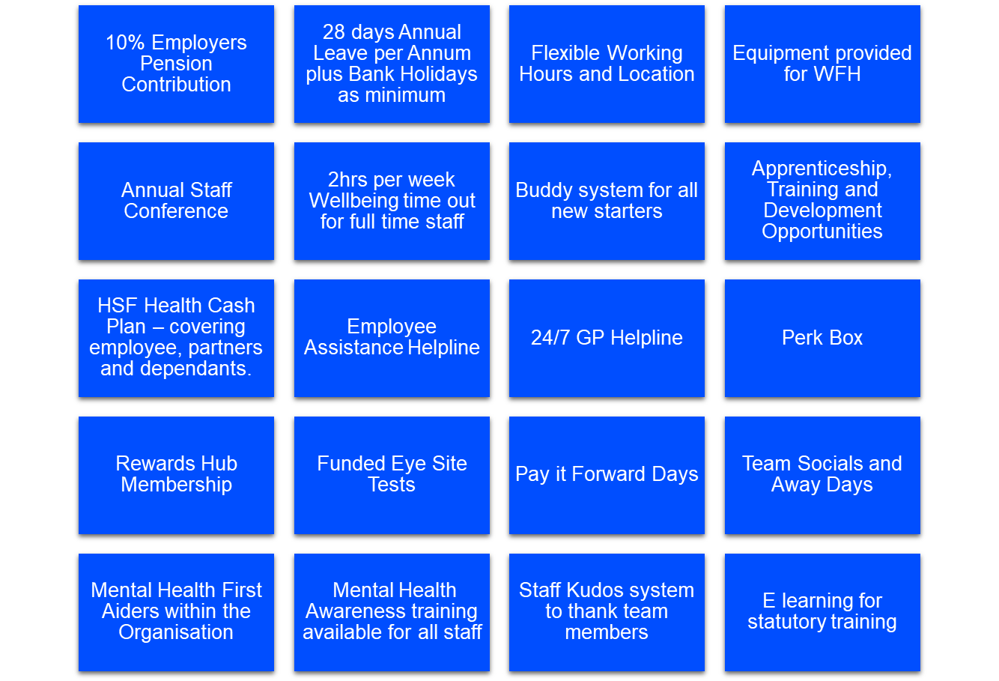 10% Employers
Pension
Contribution
28 days Annual
Leave per Annum
plus Bank Holidays
as minimum
Flexible Working
Hours and Location
Equipment provided
for WFH
Annual Staff
Conference
2hrs per week
Wellbeing time out
for full time staff
Buddy system for all
new starters
Apprenticeship,
Training and
Development
Opportunities
HSF Health Cash
Plan – covering
employee, partners
and dependants.
Employee
Assistance Helpline
24/7 GP Helpline
Perk Box
Rewards Hub
Membership
Funded Eye Site
Tests
Pay it Forward Days
Team Socials and
Away Days
Mental Health First
Aiders within the
Organisation
Mental Health
Awareness training
available for all staff
Staff Kudos system
to thank team
members
E learning for
statutory training